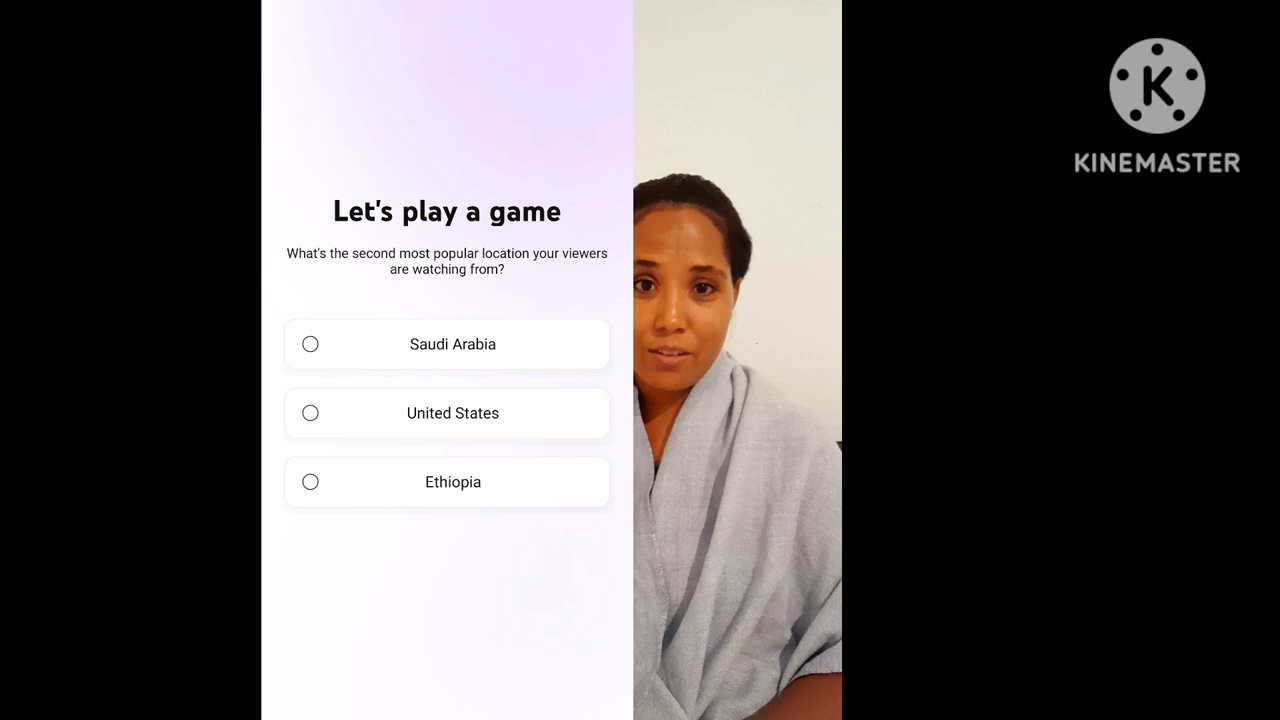 Let's play a game
What's the second most popular location your viewers
are watching from?
Saudi Arabia
United States
Ethiopia
K
KINEMASTER